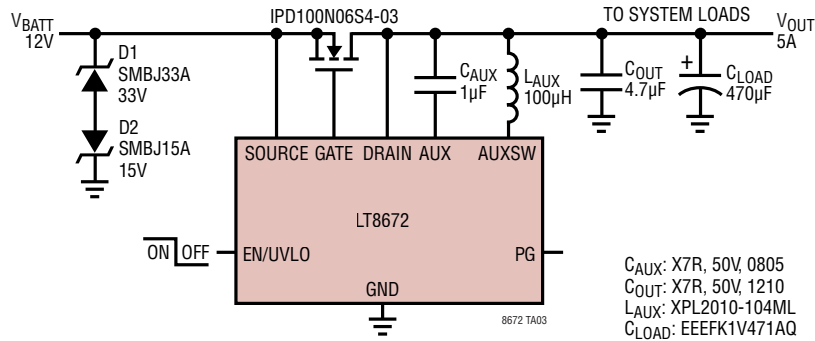 IPD100N06S4-03
TO SYSTEM LOADS
VBATT
12V
VOUT
5A
D1
SMBJ33A
33V
D2
SMBJ15A
15V
CAUX
1µF
LAUX
100µH
COUT
4.7µF
+
CLOAD
470µF
SOURCE GATE DRAIN AUX AUXSW
LT8672
ON OFF
EN/UVLO
PG
GND
8672 TA03
CAUX: X7R, 50V, 0805
COUT: X7R, 50V, 1210
LAUX: XPL2010-104ML
CLOAD: EEEFK1V471AQ